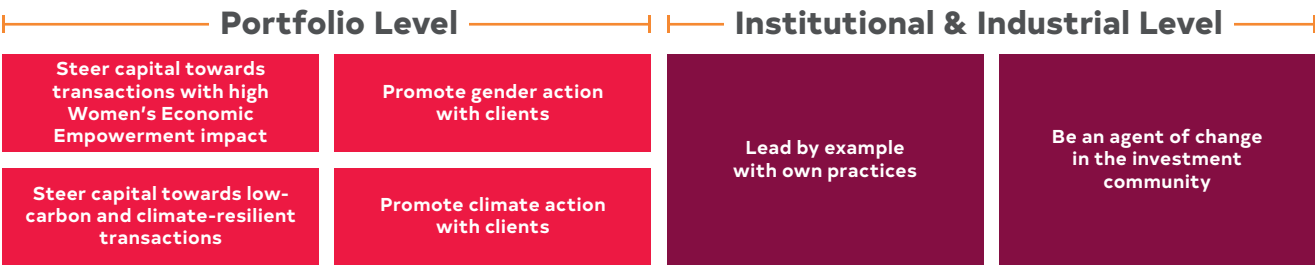 Portfolio Level
Institutional & Industrial Level
Steer capital towards
transactions with high
Women's Economic
Empowerment impact
Promote gender action
with clients
Steer capital towards low-
carbon and climate-resilient
transactions
Promote climate action
with clients
Lead by example
with own practices
Be an agent of change
in the investment
community